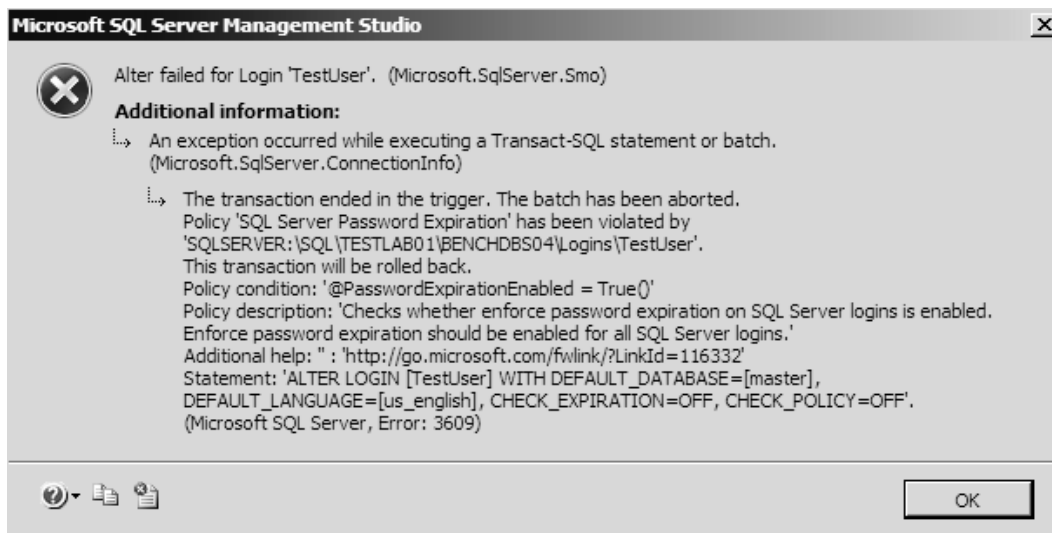 Microsoft SQL Server Management Studio
Alter failed for Login 'TestUser'. (Microsoft.SqlServer.Smo)
Additional information:
An exception occurred while executing a Transact-SQL statement or batch.
(Microsoft.SqlServer.ConnectionInfo)
The transaction ended in the trigger. The batch has been aborted.
Policy 'SQL Server Password Expiration' has been violated by
'SQLSERVER:\SQL\TESTLAB01\BENCHDBS04\Logins\TestUser'.
This transaction will be rolled back.
Policy condition: '@PasswordExpirationEnabled = True()'
Policy description: 'Checks whether enforce password expiration on SQL Server logins is enabled.
Enforce password expiration should be enabled for all SQL Server logins.'
Additional help: '' : 'http://go.microsoft.com/fwlink/?LinkId=116332'
Statement: 'ALTER LOGIN [TestUser] WITH DEFAULT_DATABASE=[master],
DEFAULT_LANGUAGE=[us_english], CHECK_EXPIRATION=OFF, CHECK_POLICY=OFF'.
(Microsoft SQL Server, Error: 3609)
OK